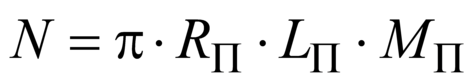 N = π · R_П · L_П · M_П